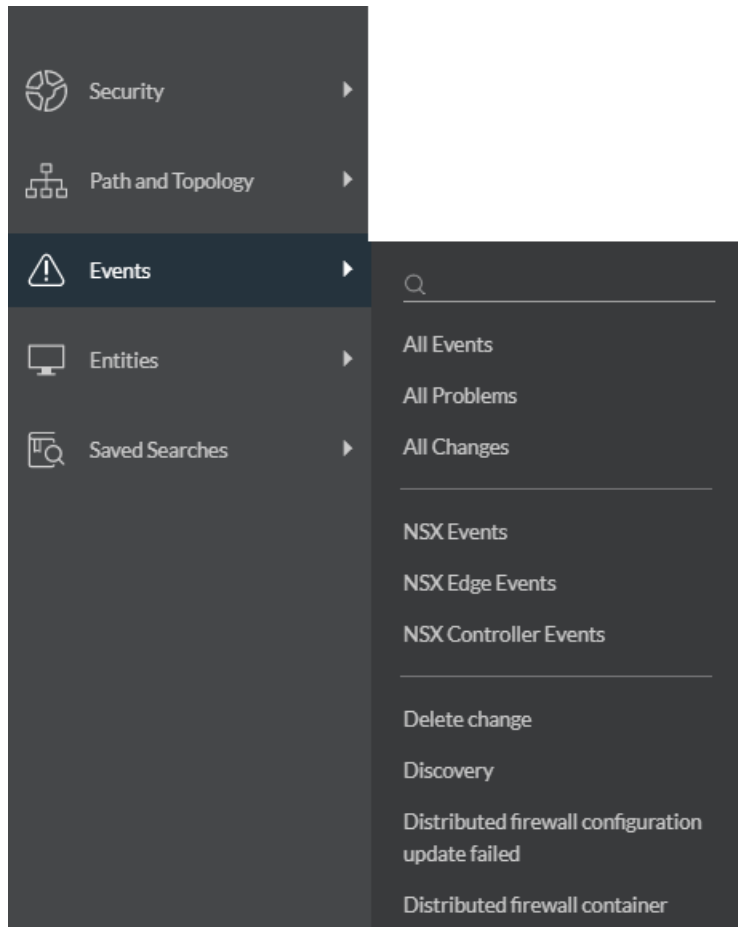 Security
Path and Topology
Events
Entities
Saved Searches
All Events
All Problems
All Changes
NSX Events
NSX Edge Events
NSX Controller Events
Delete change
Discovery
Distributed firewall configuration
update failed
Distributed firewall container